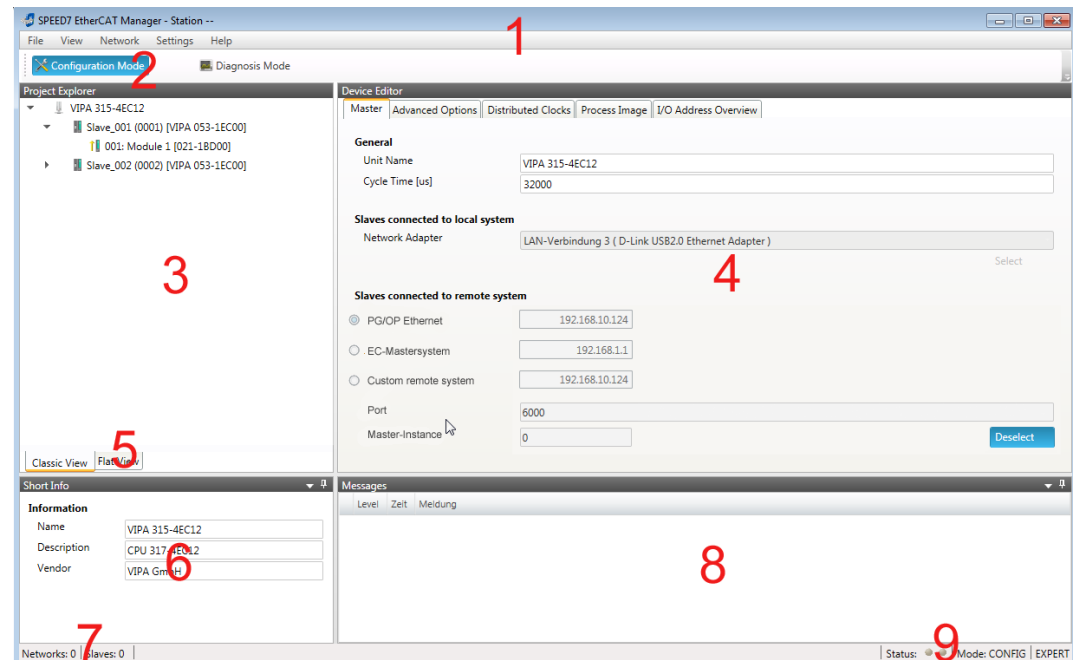 SPEED7 EtherCAT Manager - Station --
1
File View Network Settings Help
2
Configuration Mode Diagnosis Mode
Project Explorer
VIPA 315-4EC12
Slave_001 (0001) [VIPA 053-1EC00]
001: Module 1 [021-1BD00]
Slave_002 (0002) [VIPA 053-1EC00]
3
Classic View Flat View
5
Device Editor
Master Advanced Options Distributed Clocks Process Image I/O Address Overview
General
Unit Name VIPA 315-4EC12
Cycle Time [us] 32000
Slaves connected to local system
Network Adapter LAN-Verbindung 3 ( D-Link USB2.0 Ethernet Adapter )
Select
4
Slaves connected to remote system
PG/OP Ethernet 192.168.10.124
EC-Mastersystem 192.168.1.1
Custom remote system 192.168.10.124
Port 6000
Master-Instance 0 Deselect
Short Info
Information
Name VIPA 315-4EC12
Description CPU 317-4EC12
Vendor VIPA GmbH
6
Messages
Level Zeit Meldung
8
Networks: 0 Slaves: 0
7
Status: Mode: CONFIG EXPERT
9